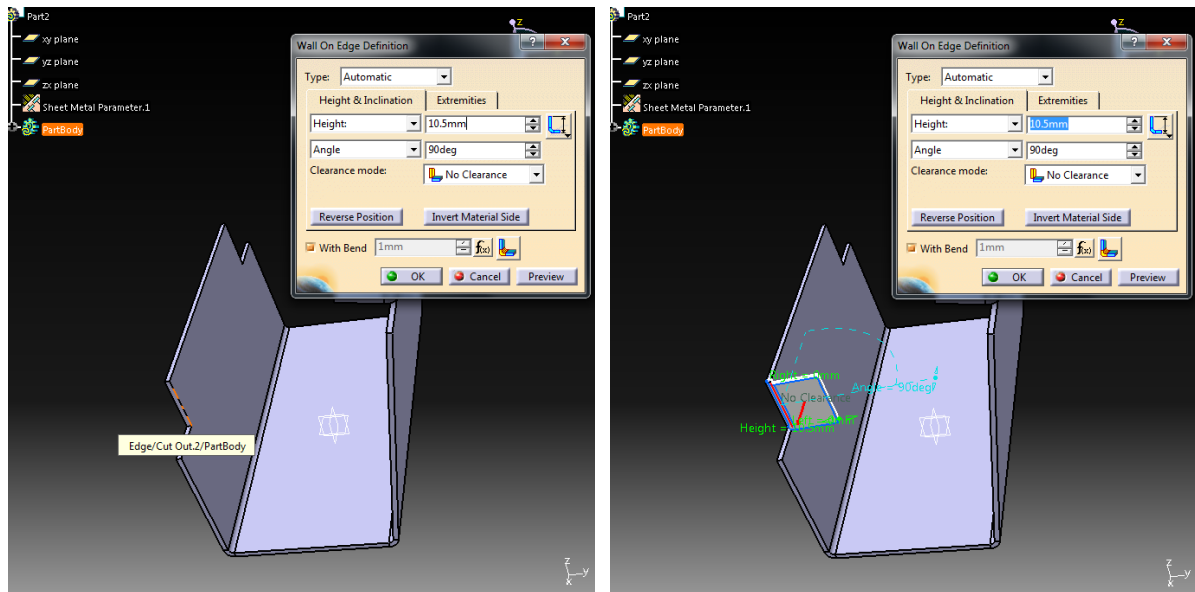 Part2
xy plane
yz plane
zx plane
Sheet Metal Parameter.1
PartBody
z
Wall On Edge Definition
?
X
Type: Automatic
Height & Inclination Extremities
Height: 10.5mm
Angle 90deg
Clearance mode: No Clearance
Reverse Position Invert Material Side
With Bend 1mm f(x)
OK Cancel Preview
Edge/Cut Out.2/PartBody
z
y
x
Part2
xy plane
yz plane
zx plane
Sheet Metal Parameter.1
PartBody
z
Wall On Edge Definition
?
X
Type: Automatic
Height & Inclination Extremities
Height: 10.5mm
Angle 90deg
Clearance mode: No Clearance
Reverse Position Invert Material Side
With Bend 1mm f(x)
OK Cancel Preview
Angle = 90deg
No Clearance
Height =
z
y
x